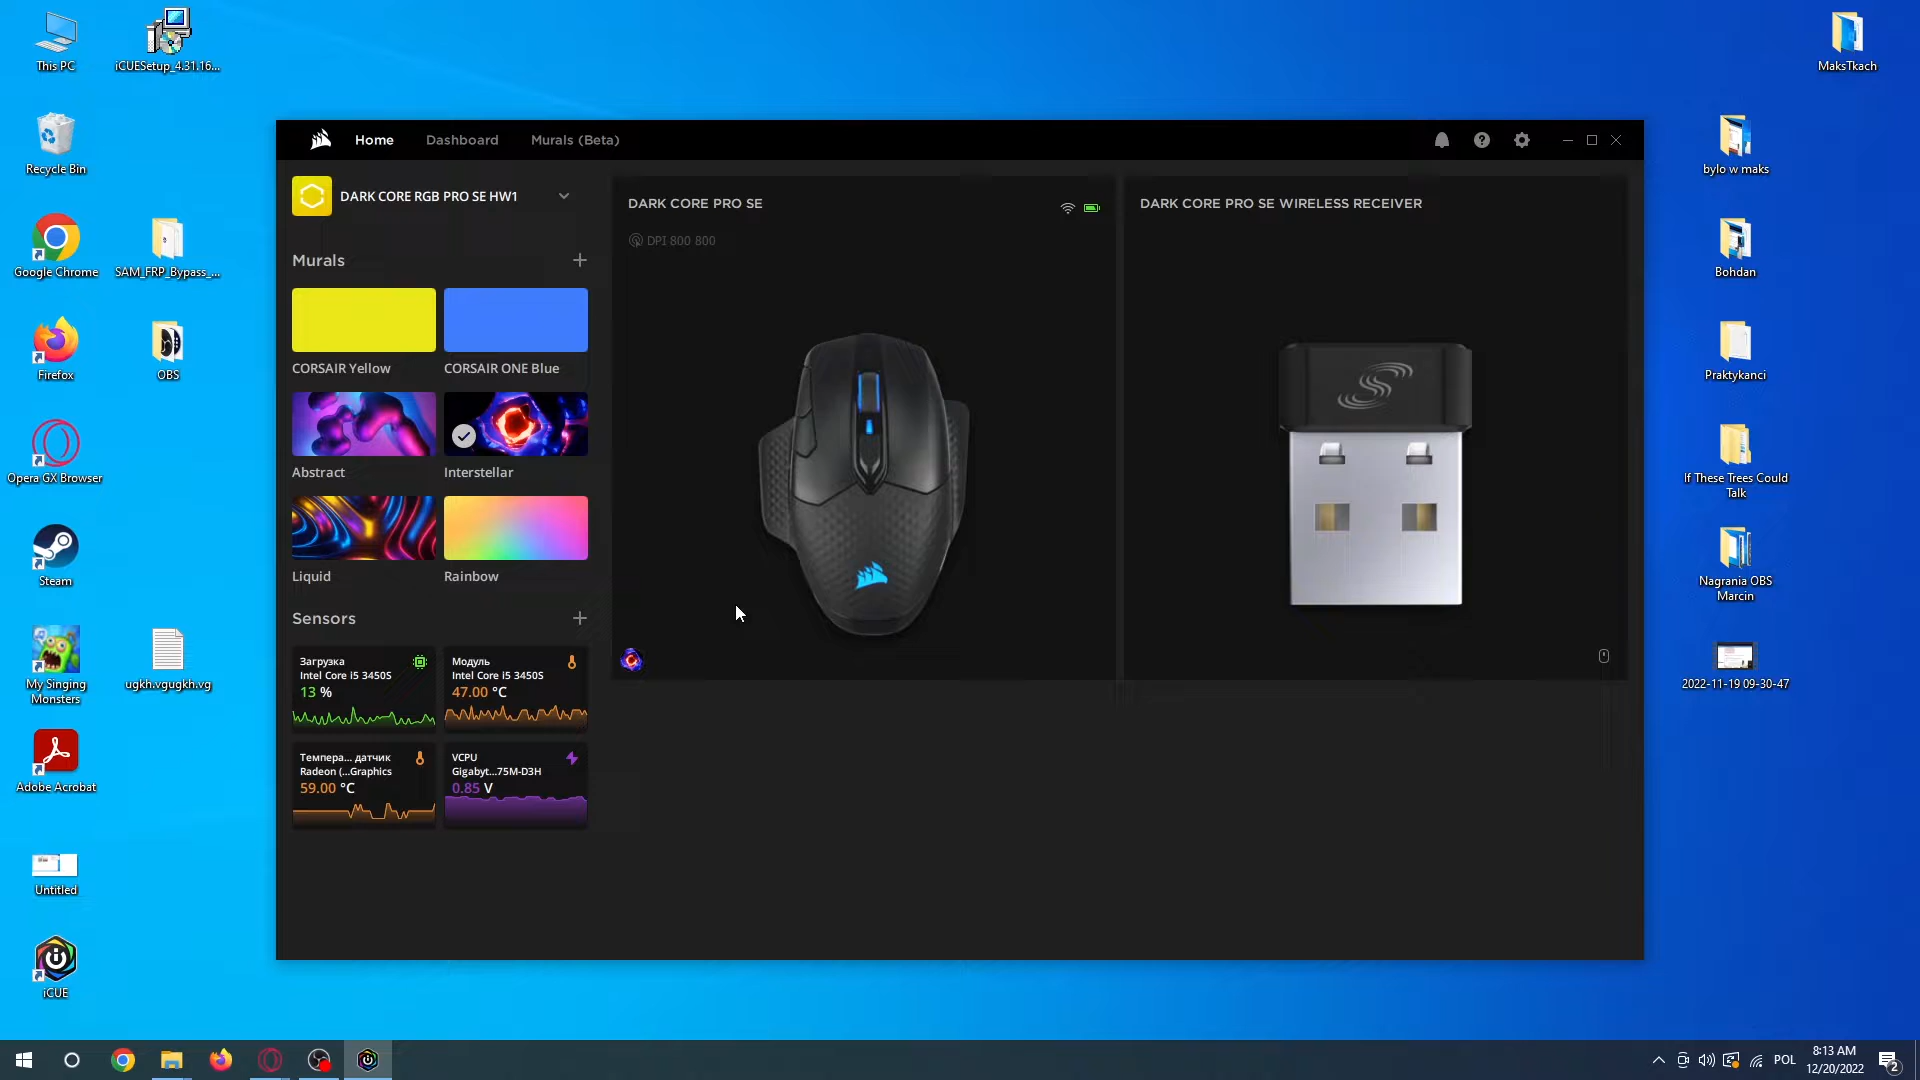 This PC
iCUESetup_4.31.16...
MaksTkach
Recycle Bin
Google Chrome
SAM_FRP_Bypass_...
Firefox
OBS
Opera GX Browser
Steam
My Singing
Monsters
ugkh.vgugkh.vg
Adobe Acrobat
Untitled
iCUE
bylo w maks
Bohdan
Praktykanci
If These Trees Could
Talk
Nagrania OBS
Marcin
2022-11-19 09-30-47
Home
Dashboard
Murals (Beta)
DARK CORE RGB PRO SE HW1
Murals
CORSAIR Yellow
CORSAIR ONE Blue
Abstract
Interstellar
Liquid
Rainbow
Sensors
Загрузка
Intel Core i5 3450S
13 %
Модуль
Intel Core i5 3450S
47.00 °C
Темпера... датчик
Radeon (...Graphics
59.00 °C
VCPU
Gigabyt...75M-D3H
0.85 V
DARK CORE PRO SE
DPI 800 800
DARK CORE PRO SE WIRELESS RECEIVER
POL
8:13 AM
12/20/2022
2